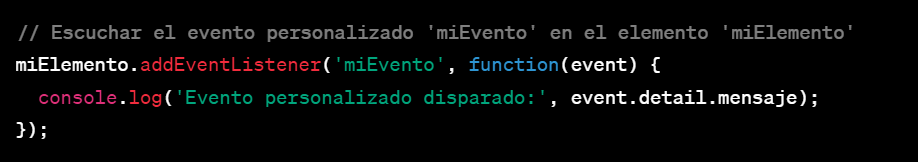 // Escuchar el evento personalizado 'miEvento' en el elemento 'miElemento'
miElemento.addEventListener('miEvento', function(event) {
  console.log('Evento personalizado disparado:', event.detail.mensaje);
});